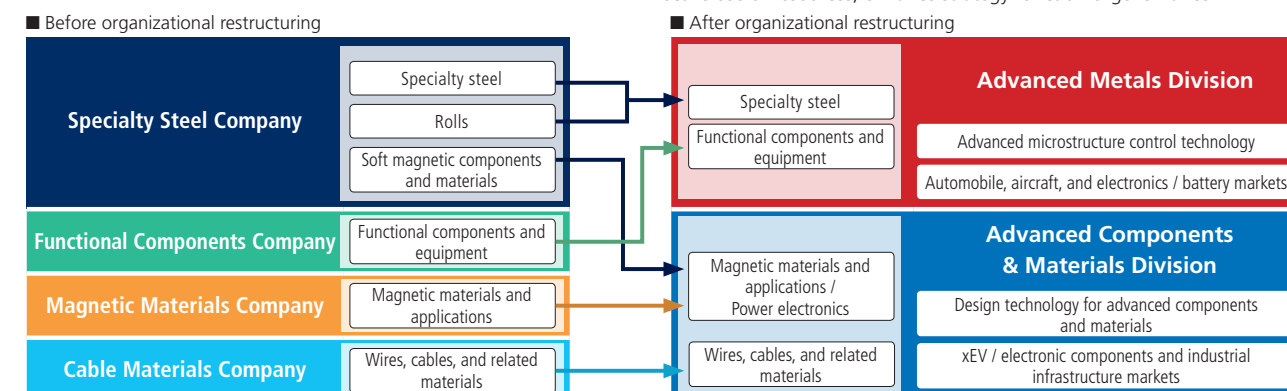 ■ Before organizational restructuring
Specialty Steel Company
Specialty steel
Rolls
Soft magnetic components
and materials
Functional Components Company
Functional components and
equipment
Magnetic Materials Company
Magnetic materials and
applications
Cable Materials Company
Wires, cables, and related
materials
■ After organizational restructuring
Specialty steel
Functional components and
equipment
Advanced Metals Division
Advanced microstructure control technology
Automobile, aircraft, and electronics / battery markets
Magnetic materials and
applications /
Power electronics
Wires, cables, and related
materials
Advanced Components
& Materials Division
Design technology for advanced components
and materials
xEV / electronic components and industrial
infrastructure markets